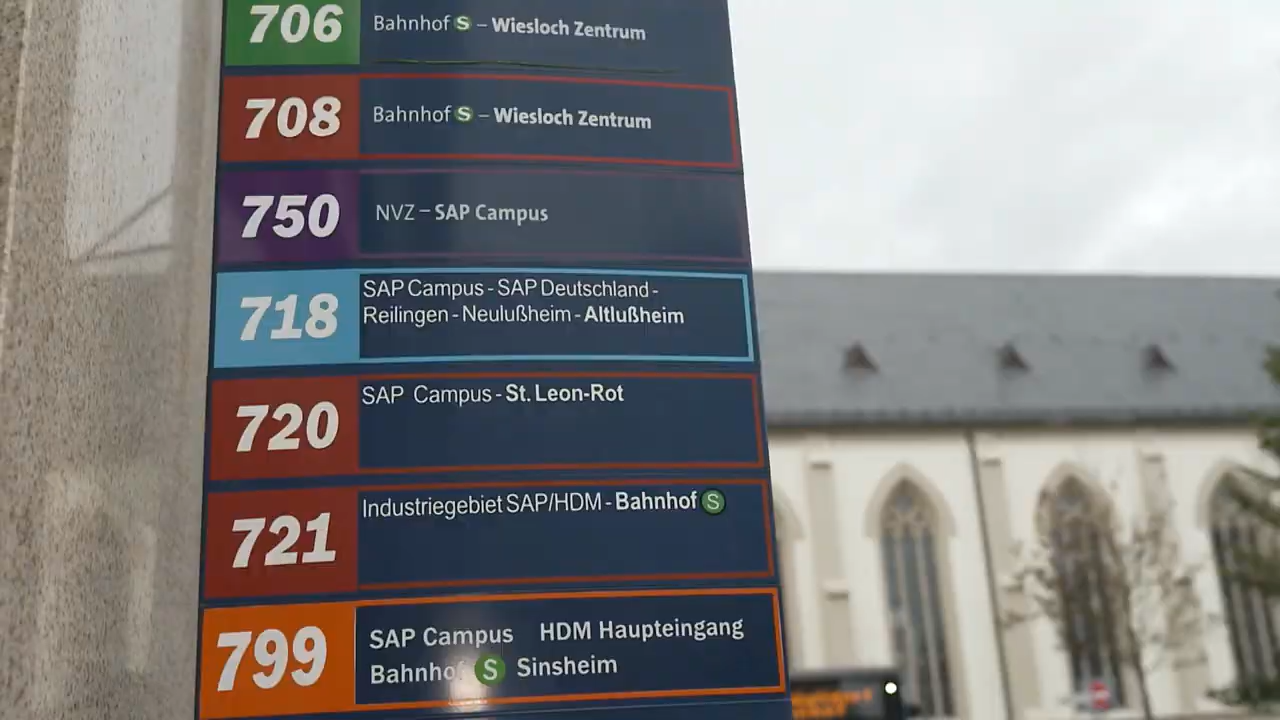 706 Bahnhof S – Wiesloch Zentrum
708 Bahnhof S – Wiesloch Zentrum
750 NVZ – SAP Campus
718 SAP Campus - SAP Deutschland -
Reilingen - Neulußheim - Altlußheim
720 SAP Campus - St. Leon-Rot
721 Industriegebiet SAP/HDM - Bahnhof S
799 SAP Campus HDM Haupteingang
Bahnhof S Sinsheim